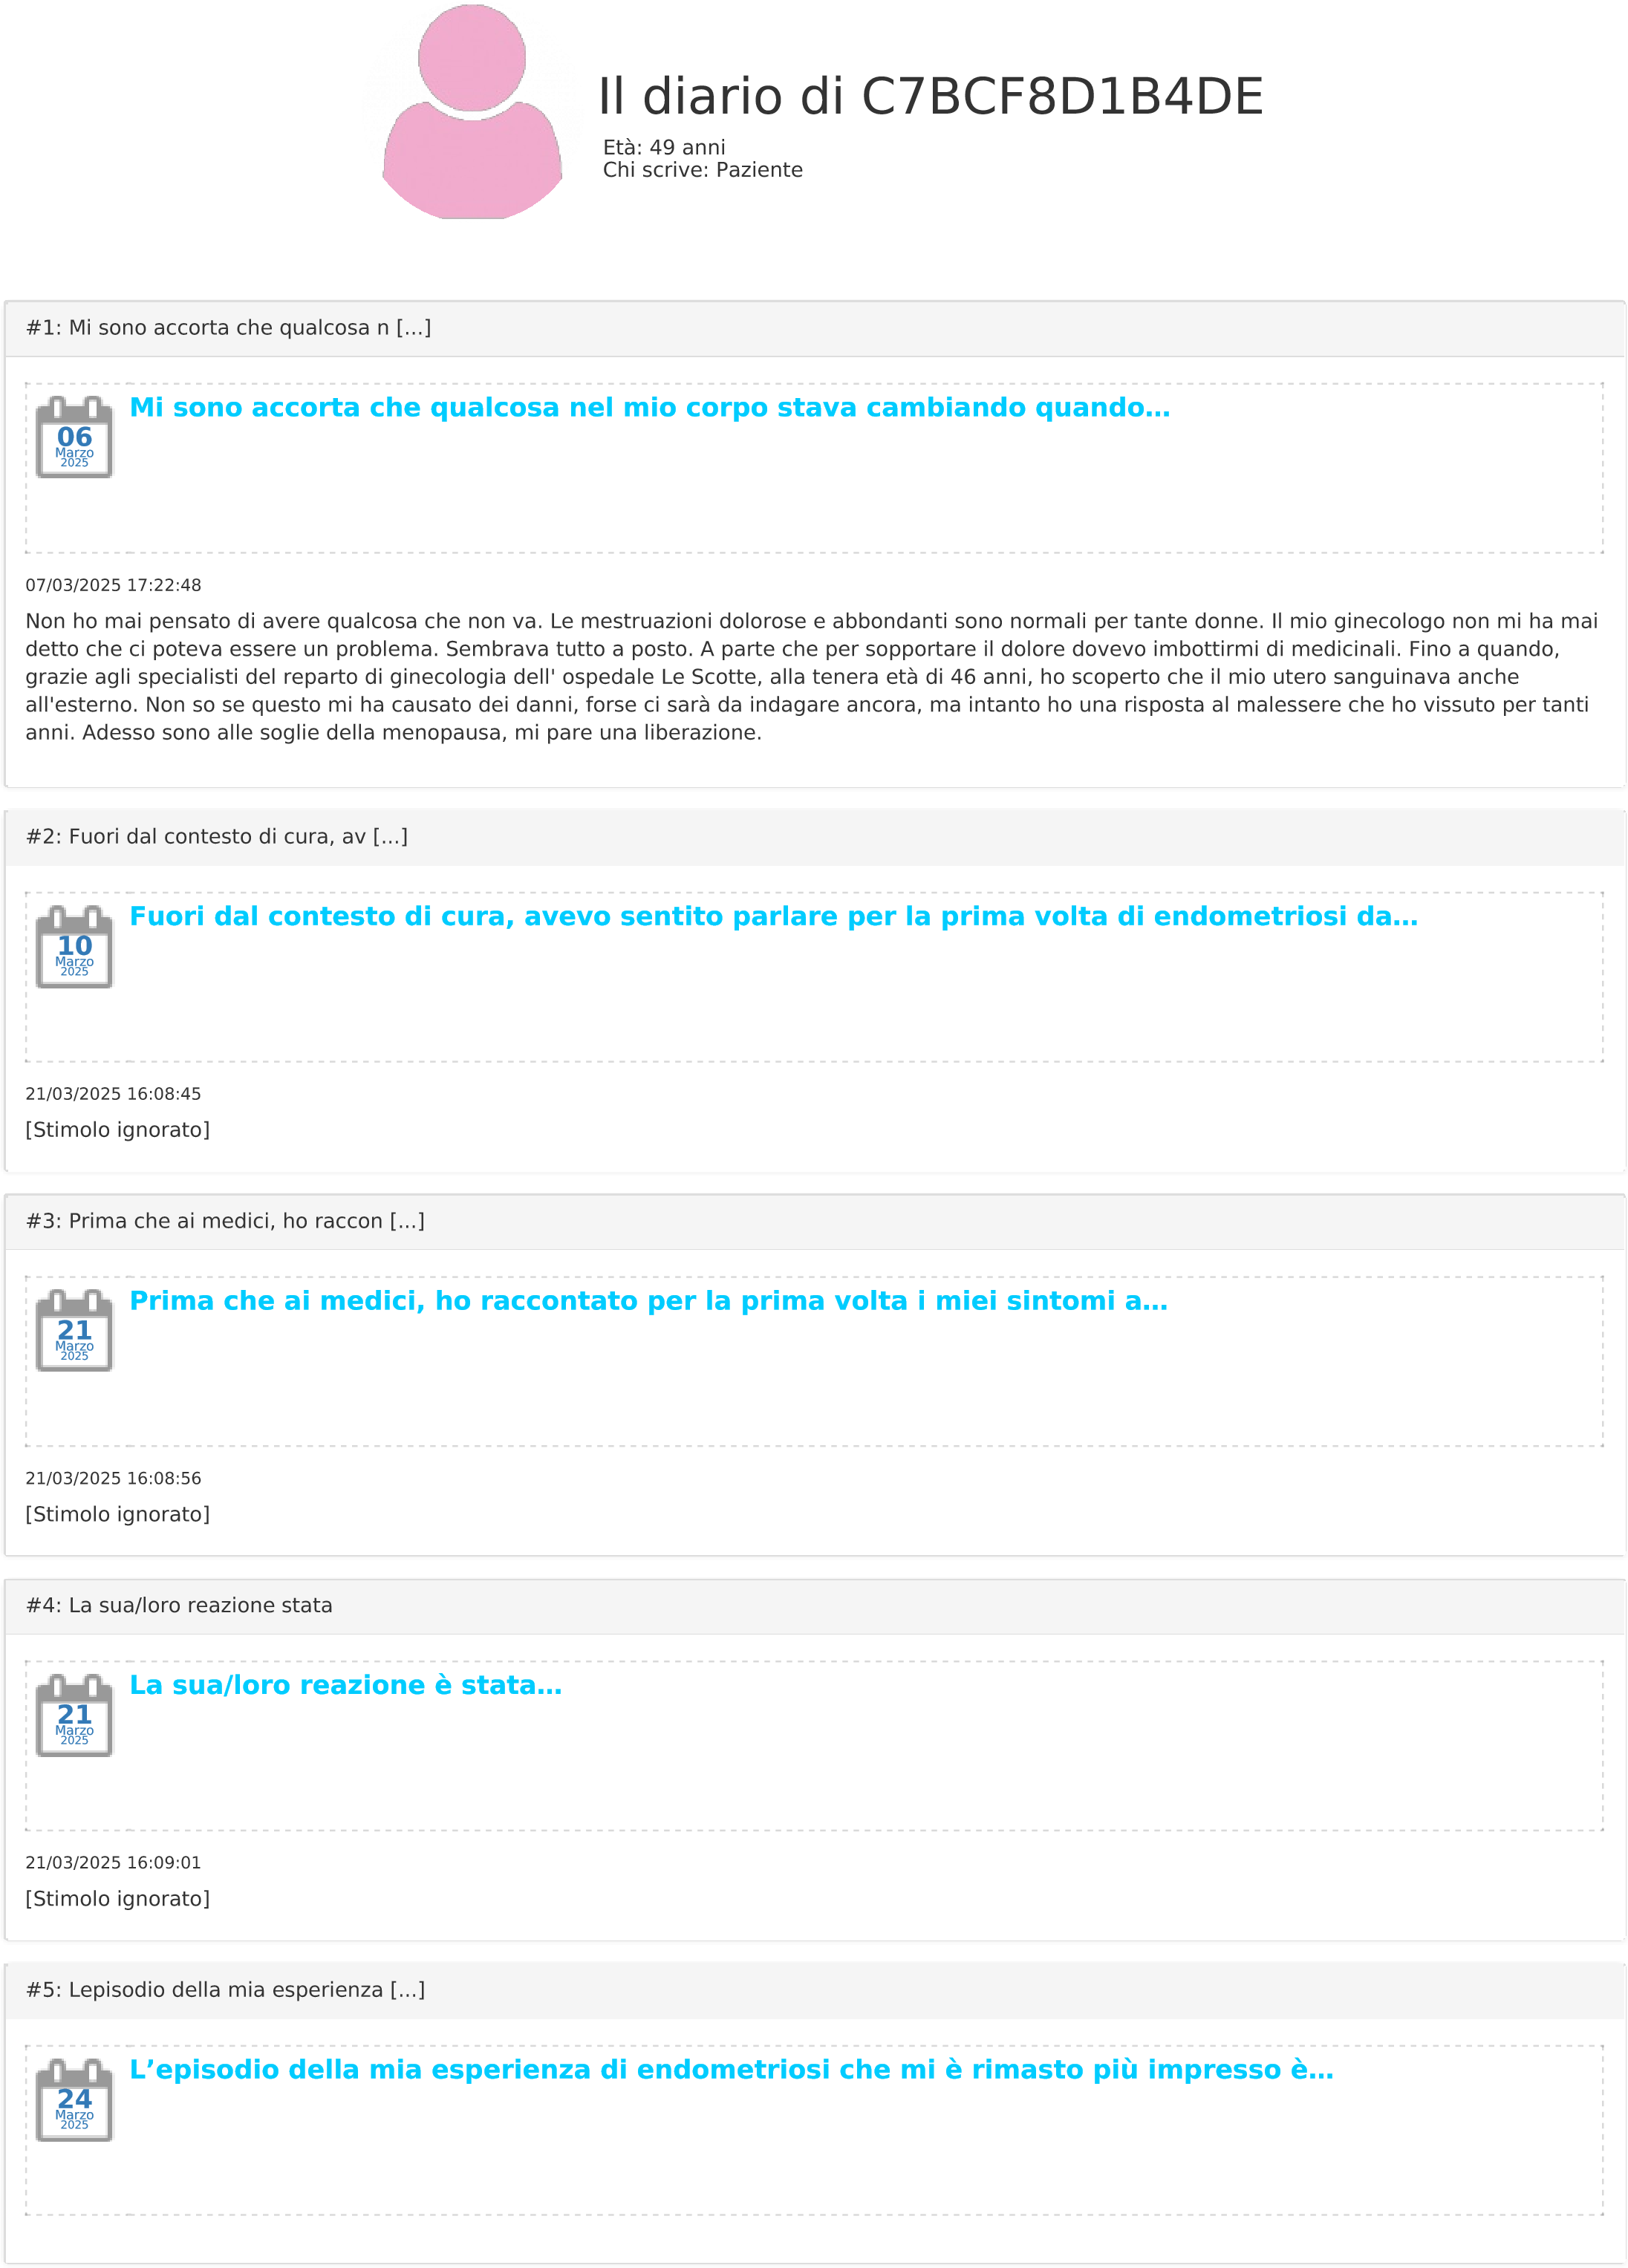 Il diario di C7BCF8D1B4DE
Età: 49 anni
Chi scrive: Paziente
#1: Mi sono accorta che qualcosa n [...]
Mi sono accorta che qualcosa nel mio corpo stava cambiando quando…
06
Marzo
2025
07/03/2025 17:22:48
Non ho mai pensato di avere qualcosa che non va. Le mestruazioni dolorose e abbondanti sono normali per tante donne. Il mio ginecologo non mi ha mai
detto che ci poteva essere un problema. Sembrava tutto a posto. A parte che per sopportare il dolore dovevo imbottirmi di medicinali. Fino a quando,
grazie agli specialisti del reparto di ginecologia dell' ospedale Le Scotte, alla tenera età di 46 anni, ho scoperto che il mio utero sanguinava anche
all'esterno. Non so se questo mi ha causato dei danni, forse ci sarà da indagare ancora, ma intanto ho una risposta al malessere che ho vissuto per tanti
anni. Adesso sono alle soglie della menopausa, mi pare una liberazione.
#2: Fuori dal contesto di cura, av [...]
Fuori dal contesto di cura, avevo sentito parlare per la prima volta di endometriosi da…
10
Marzo
2025
21/03/2025 16:08:45
[Stimolo ignorato]
#3: Prima che ai medici, ho raccon [...]
Prima che ai medici, ho raccontato per la prima volta i miei sintomi a…
21
Marzo
2025
21/03/2025 16:08:56
[Stimolo ignorato]
#4: La sua/loro reazione stata
La sua/loro reazione è stata…
21
Marzo
2025
21/03/2025 16:09:01
[Stimolo ignorato]
#5: Lepisodio della mia esperienza [...]
L’episodio della mia esperienza di endometriosi che mi è rimasto più impresso è…
24
Marzo
2025